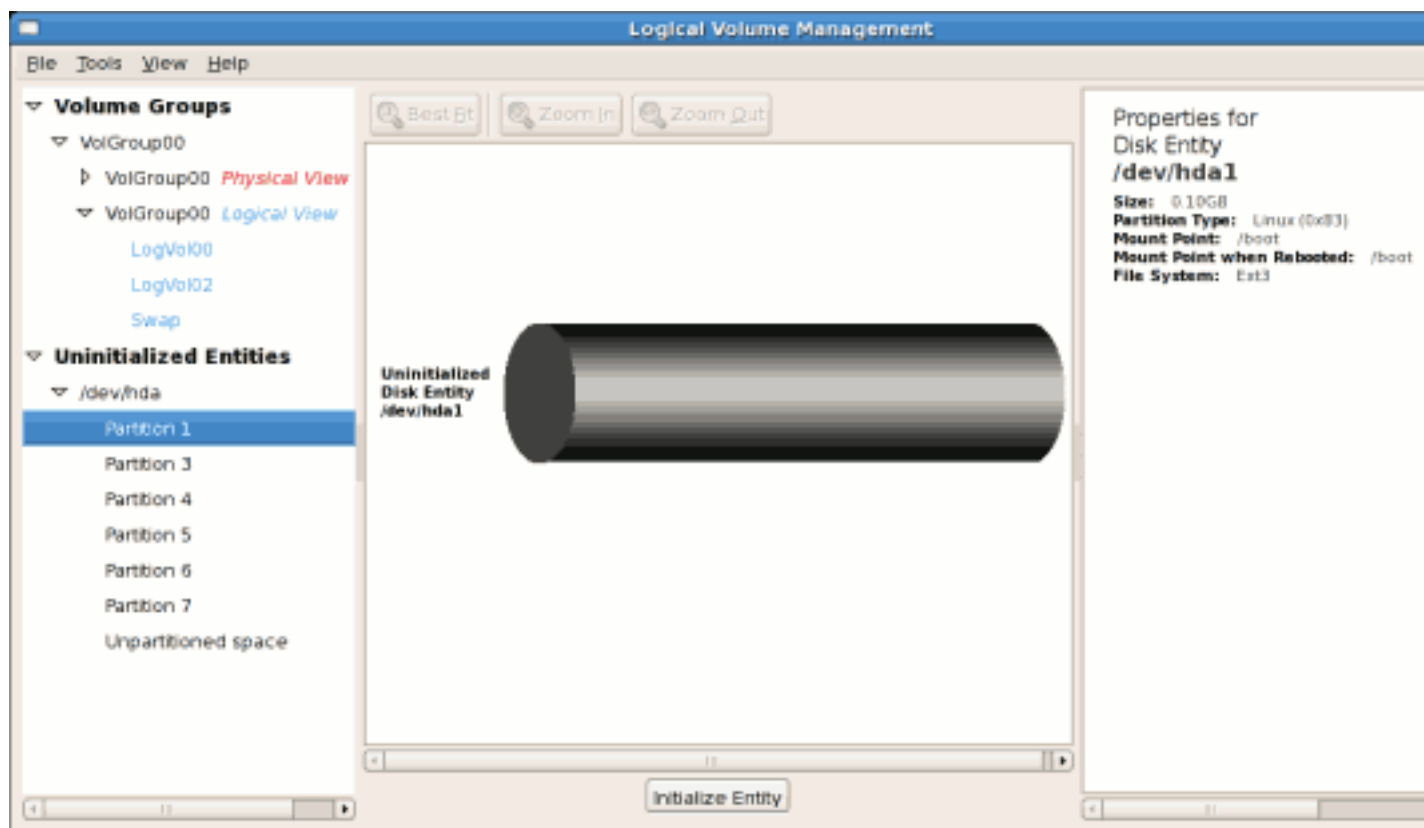 Logical Volume Management
File Tools View Help
Volume Groups
VolGroup00
VolGroup00 Physical View
VolGroup00 Logical View
LogVol00
LogVol02
Swap
Uninitialized Entities
/dev/hda
Partition 1
Partition 3
Partition 4
Partition 5
Partition 6
Partition 7
Unpartitioned space
Best Fit Zoom In Zoom Out
Uninitialized
Disk Entity
/dev/hda1
Initialize Entity
Properties for
Disk Entity
/dev/hda1
Size: 0.10GB
Partition Type: Linux (0x83)
Mount Point: /boot
Mount Point when Rebooted: /boot
File System: Ext3